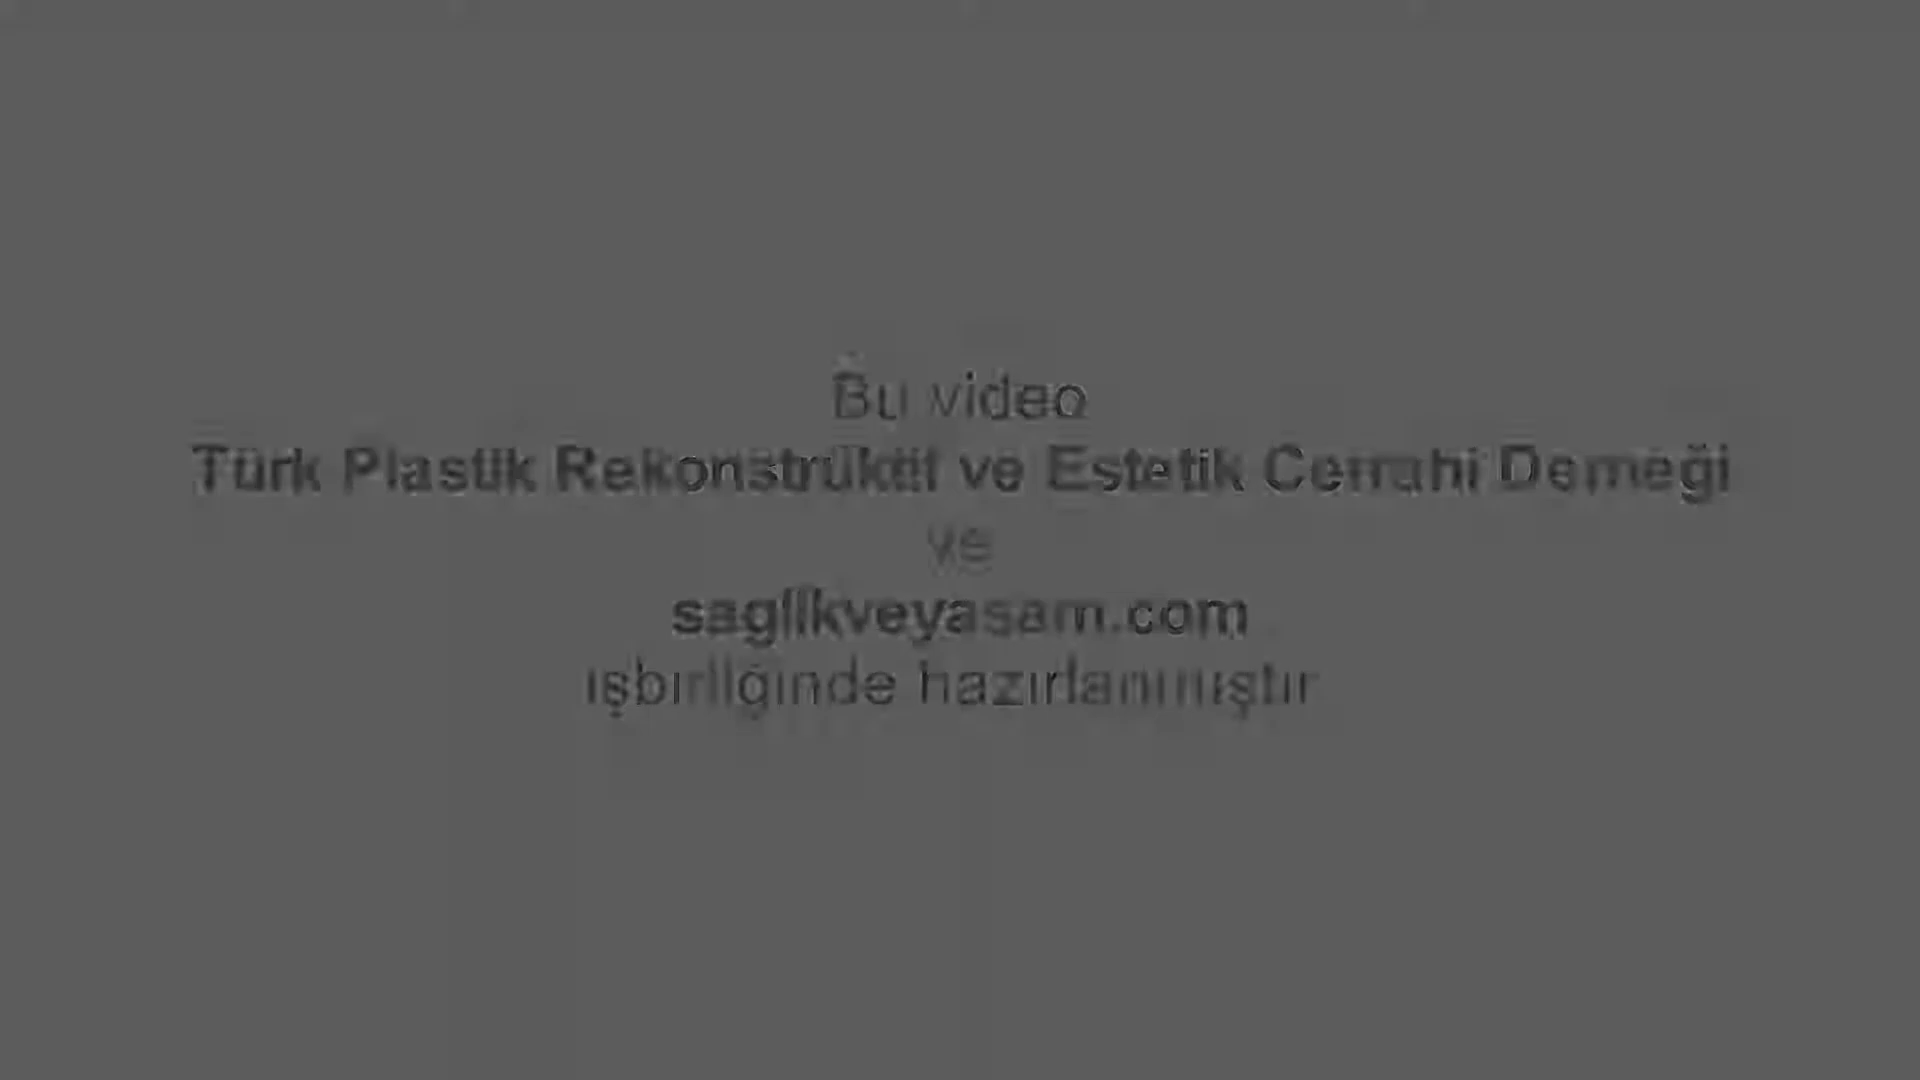 Bu video
Türk Plastik Rekonstrüktif ve Estetik Cerrahi Derneği
ve
saglikveyasam.com
işbirliğinde hazırlanmıştır